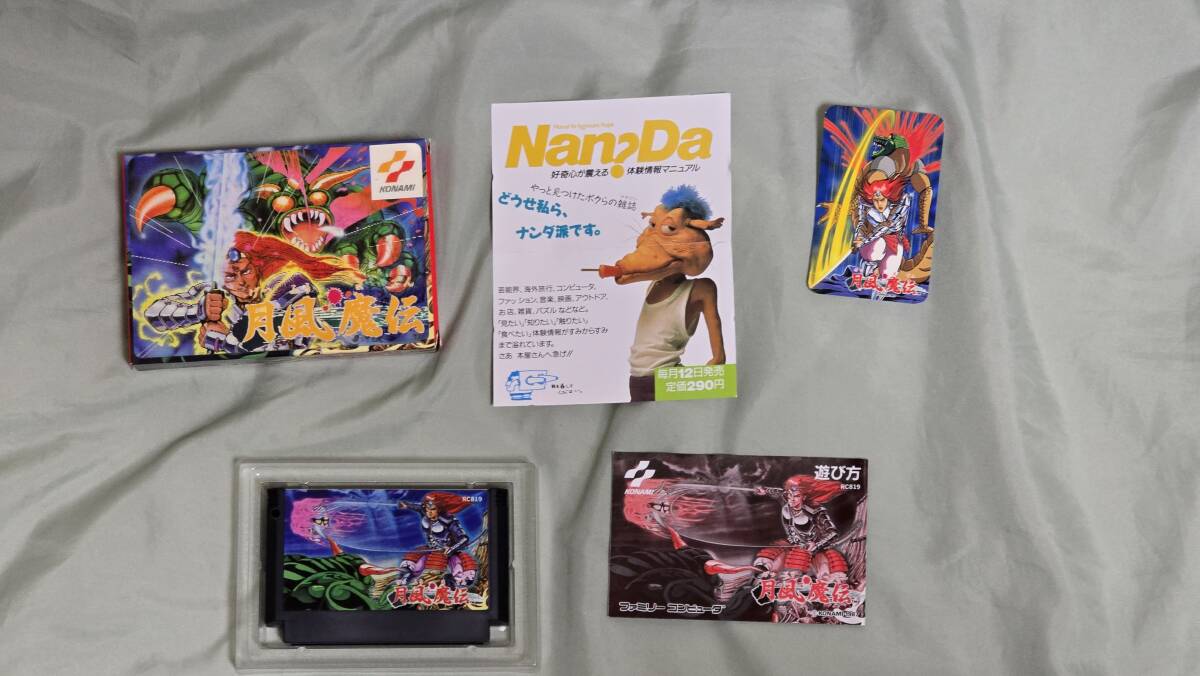 KONAMI
月風魔伝
Nan?Da
好奇心が震える 体験情報マニュアル
やっと見つけたボクらの雑誌
どうせ私ら、
ナンダ派です。
芸能界、海外旅行、コンピュータ、
ファッション、音楽、映画、アウトドア、
お店、雑貨、パズル などなど。
「見たい」「知りたい」「触りたい」
「食べたい」体験情報がすみからすみ
まで溢れています。
さあ 本屋さんへ急げ!!
毎月12日発売
定価290円
月風魔伝
RC819
月風魔伝
KONAMI
遊び方
RC819
月風魔伝
ファミリー コンピュータ